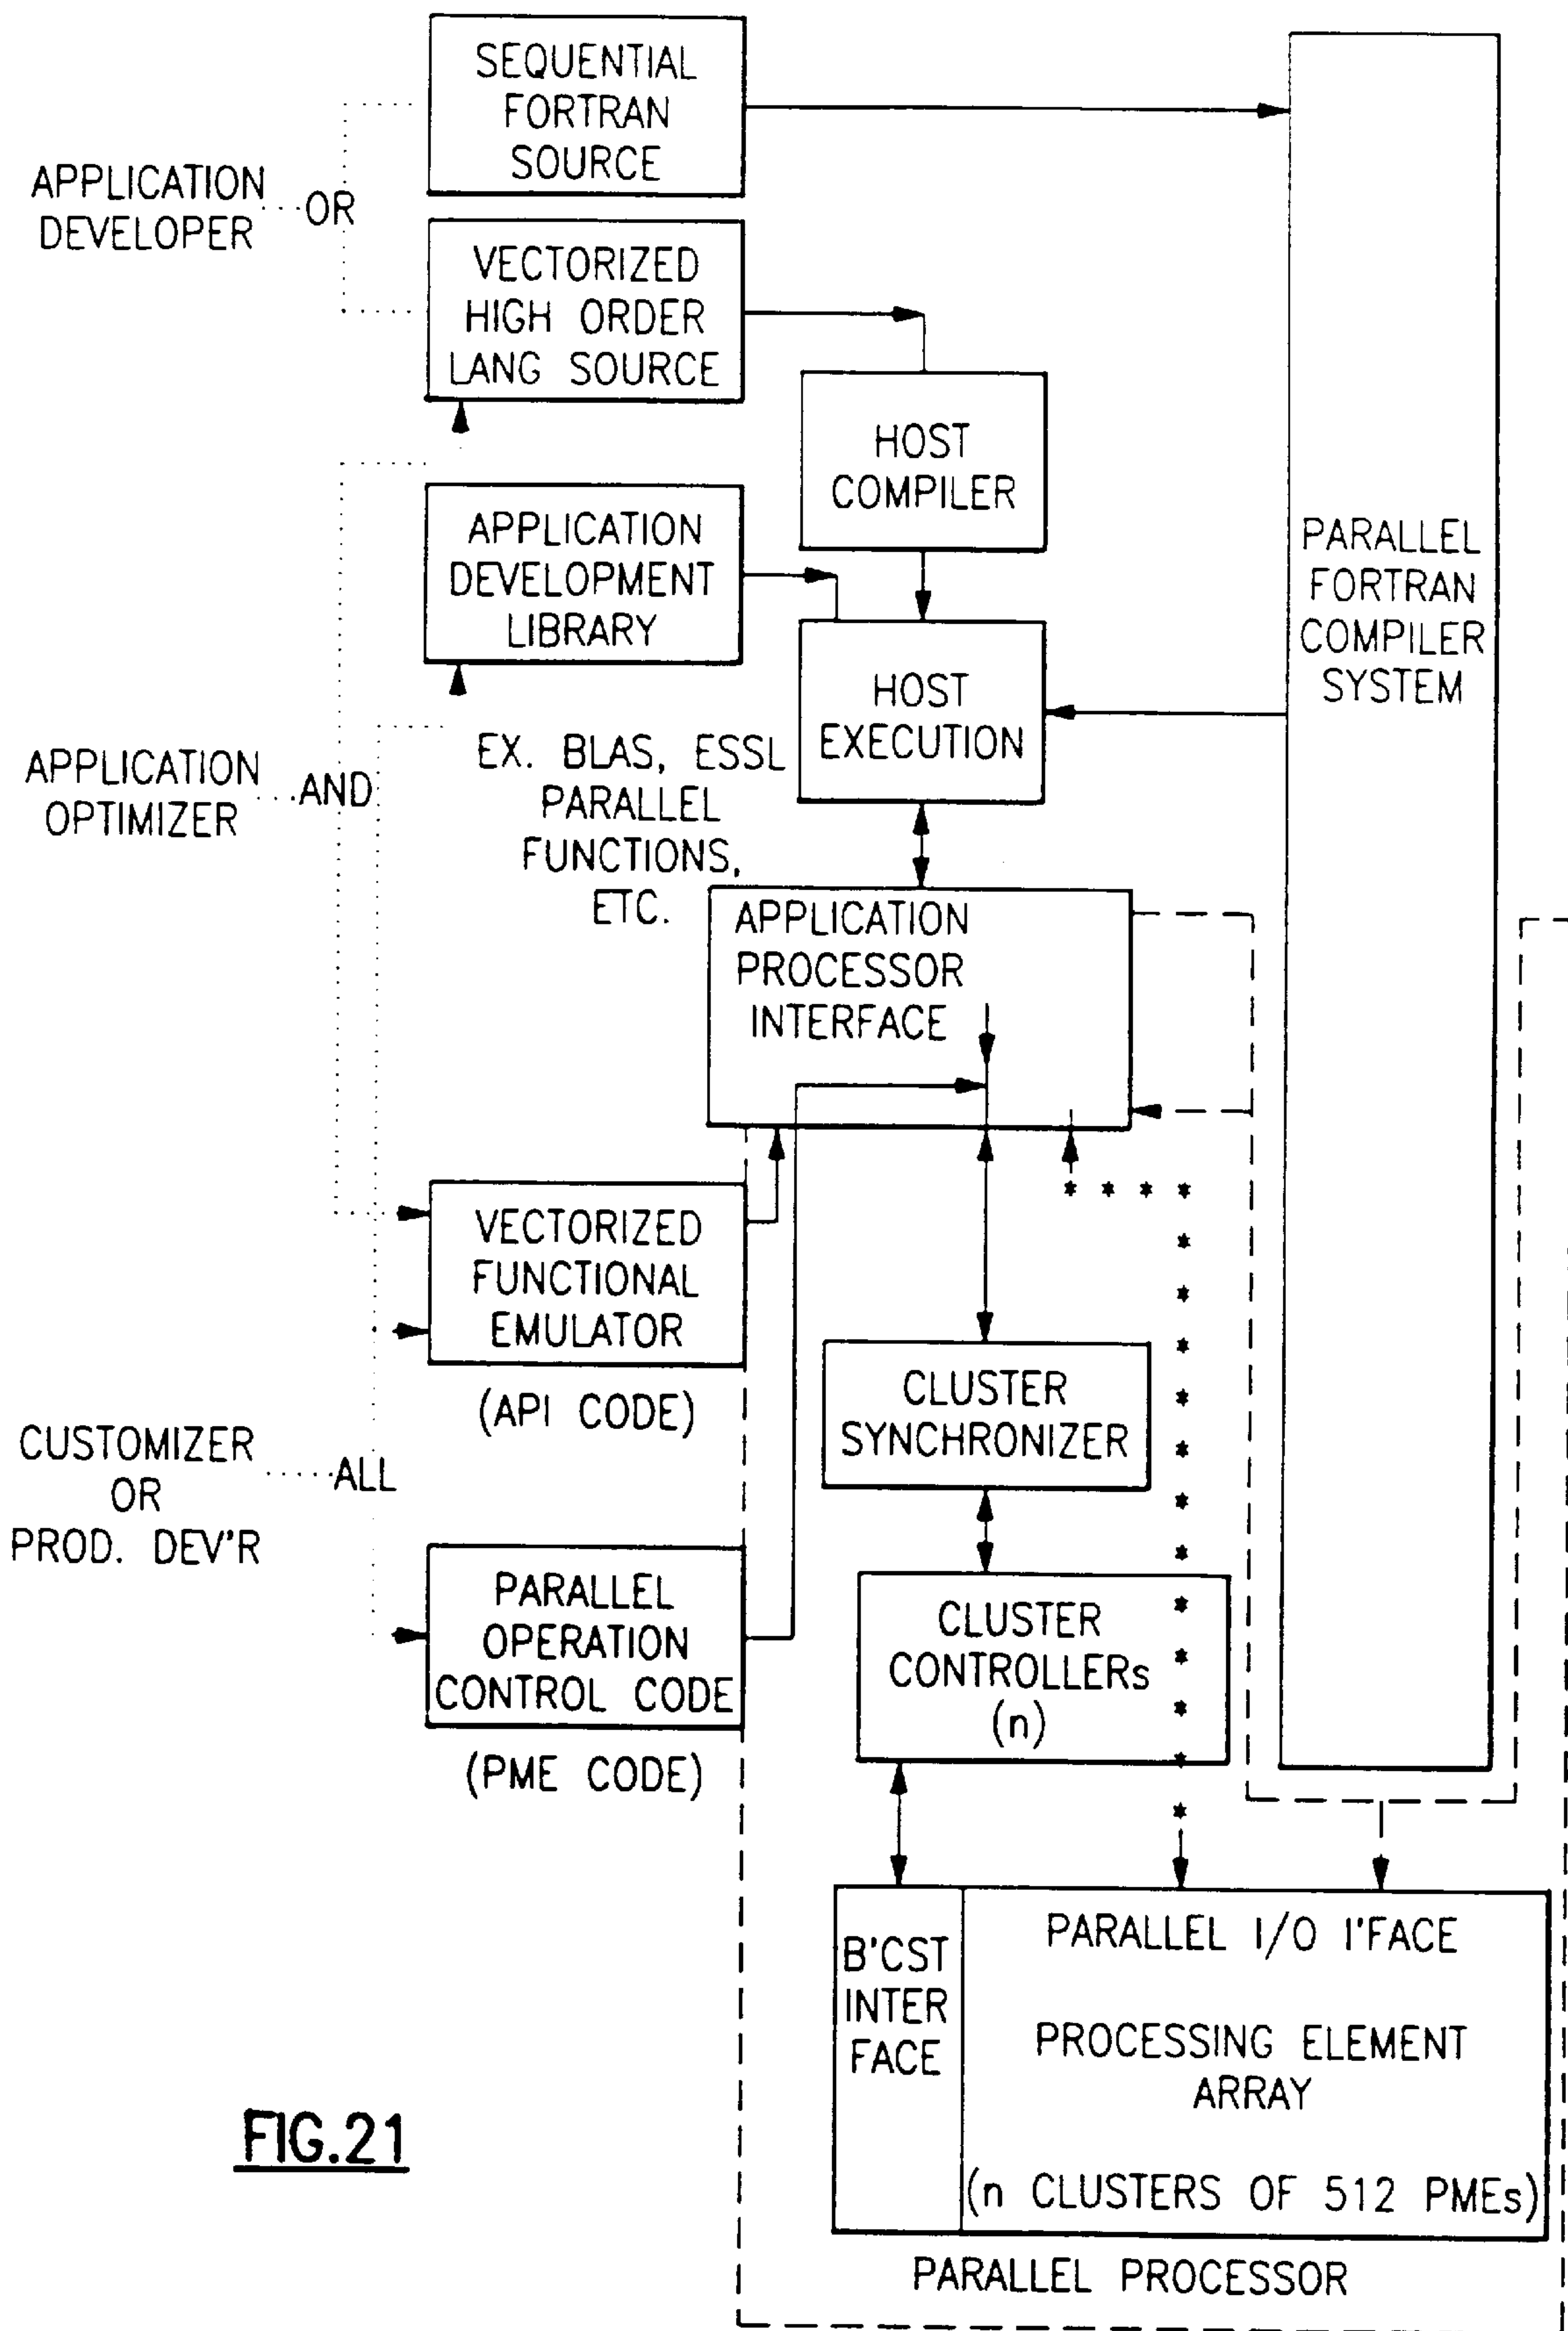 SEQUENTIAL
FORTRAN
SOURCE
APPLICATION
DEVELOPER
OR
VECTORIZED
HIGH ORDER
LANG SOURCE
HOST
COMPILER
APPLICATION
DEVELOPMENT
LIBRARY
PARALLEL
FORTRAN
COMPILER
SYSTEM
HOST
EXECUTION
APPLICATION
OPTIMIZER
AND
EX. BLAS, ESSL
PARALLEL
FUNCTIONS,
ETC.
APPLICATION
PROCESSOR
INTERFACE
VECTORIZED
FUNCTIONAL
EMULATOR
(API CODE)
CLUSTER
SYNCHRONIZER
CUSTOMIZER
OR
PROD. DEV'R
ALL
PARALLEL
OPERATION
CONTROL CODE
(PME CODE)
CLUSTER
CONTROLLERs
(n)
B'CST
INTER
FACE
PARALLEL I/O I'FACE
PROCESSING ELEMENT
ARRAY
(n CLUSTERS OF 512 PMEs)
PARALLEL PROCESSOR
FIG.21